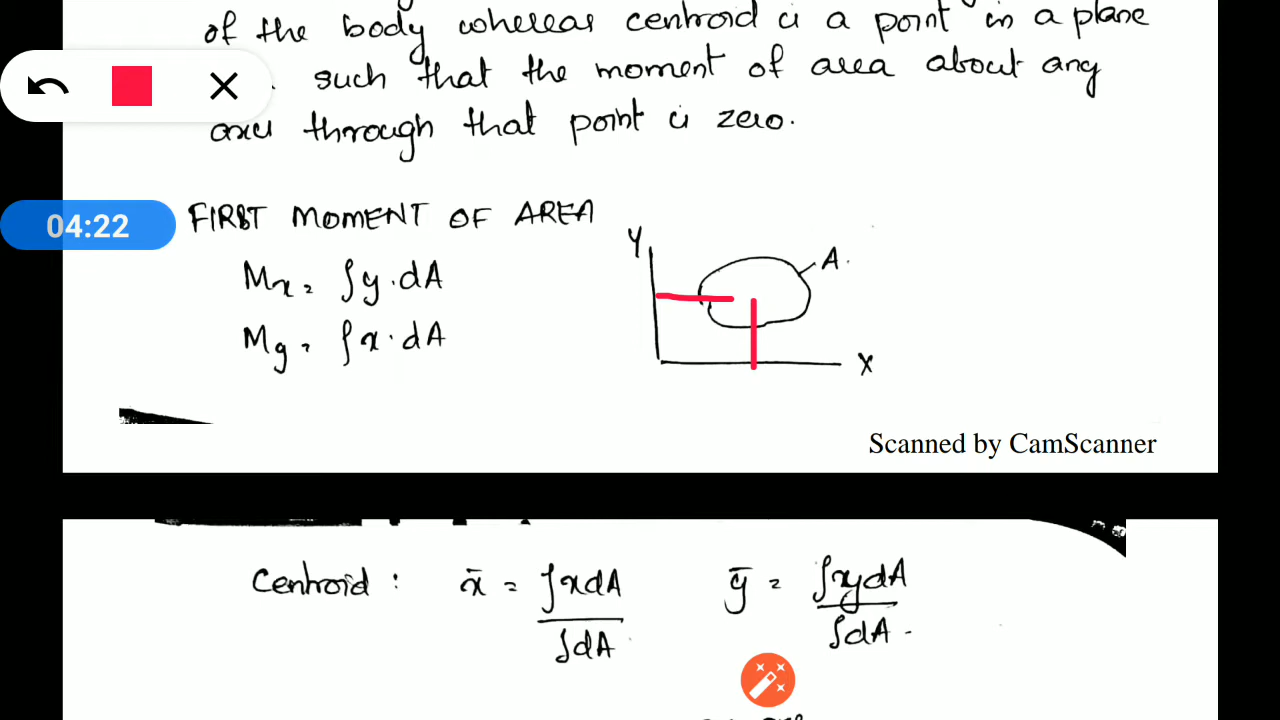 of the body whereas centroid is a point in a plane
such that the moment of area about any
axis through that point is zero.
04:22
FIRST MOMENT OF AREA
Y
A.
Mx = ∫y.dA
My = ∫x.dA
X
Scanned by CamScanner
Centroid : x̄ = ∫xdA / ∫dA ȳ = ∫ydA / ∫dA.